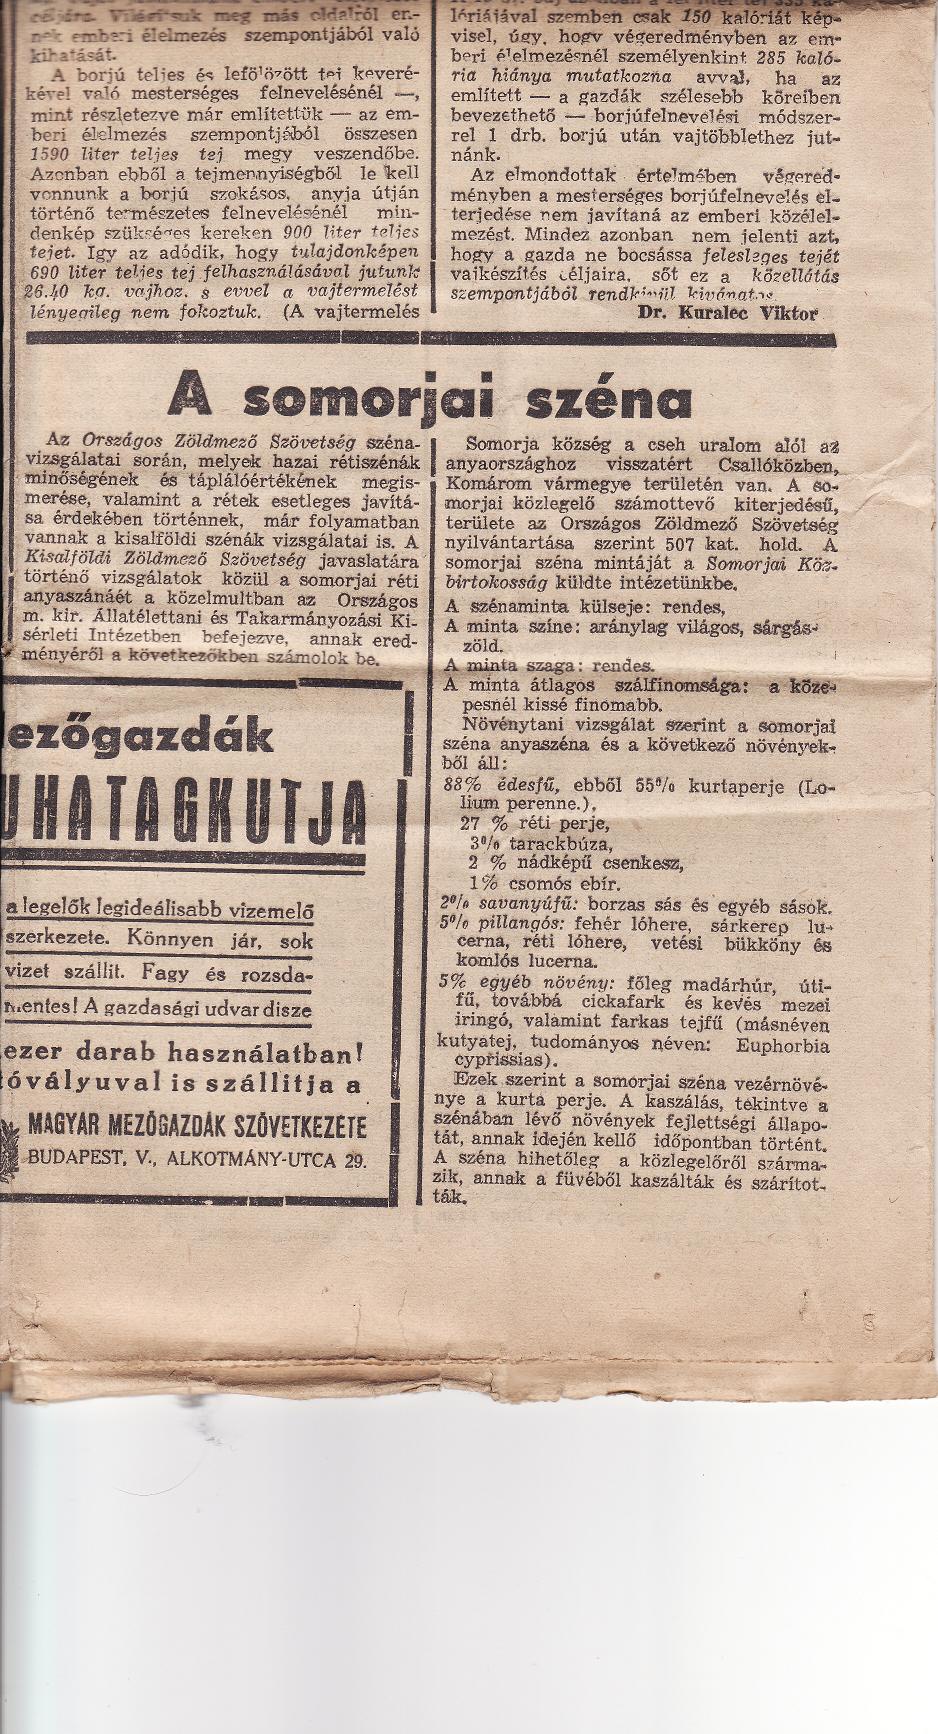 céljára. Világítsuk meg más oldalról en-
nek emberi élelmezés szempontjából való
kihatását.
A borjú teljes és lefölözött tej keveré-
kével való mesterséges felnevelésénél —,
mint részletezve már említettük — az em-
beri élelmezés szempontjából összesen
1590 liter teljes tej megy veszendőbe.
Azonban ebből a tejmennyiségből le kell
vonnunk a borjú szokásos, anyja útján
történő természetes felnevelésénél min-
denkép szükséges kereken 900 liter teljes
tejet. Igy az adódik, hogy tulajdonképen
690 liter teljes tej felhasználásával jutunk
26.40 kg. vajhoz, s evvel a vajtermelést
lényegileg nem fokoztuk. (A vajtermelés
lóriájával szemben csak 150 kalóriát kép-
visel, úgy, hogy végeredményben az em-
beri élelmezésnél személyenkint 285 kaló-
ria hiánya mutatkozna avval, ha az
említett — a gazdák szélesebb köreiben
bevezethető — borjúfelnevelési módszer-
rel 1 drb. borjú után vajtöbblethez jut-
nánk.
Az elmondottak értelmében végered-
ményben a mesterséges borjúfelnevelés el-
terjedése nem javítaná az emberi közélel-
mezést. Mindez azonban nem jelenti azt,
hogy a gazda ne bocsássa felesleges tejét
vajkészítés céljaira, sőt ez a közellátás
szempontjából rendkívül kívánatos.
Dr. Kuralec Viktor
A somorjai széna
Az Országos Zöldmező Szövetség széna-
vizsgálatai során, melyek hazai rétiszénák
minőségének és táplálóértékének megis-
merése, valamint a rétek esetleges javítá-
sa érdekében történnek, már folyamatban
vannak a kisalföldi szénák vizsgálatai is. A
Kisalföldi Zöldmező Szövetség javaslatára
történő vizsgálatok közül a somorjai réti
anyaszánáét a közelmultban az Országos
m. kir. Állatélettani és Takarmányozási Ki-
sérleti Intézetben befejezve, annak ered-
ményéről a következőkben számolok be.
Somorja község a cseh uralom alól az
anyaországhoz visszatért Csallóközben,
Komárom vármegye területén van. A so-
morjai közlegelő számottevő kiterjedésű,
területe az Országos Zöldmező Szövetség
nyilvántartása szerint 507 kat. hold. A
somorjai széna mintáját a Somorjai Köz-
birtokosság küldte intézetünkbe.
A szénaminta külseje: rendes,
A minta színe: aránylag világos, sárgás-
zöld.
A minta szaga: rendes.
A minta átlagos szálfinomsága: a köze-
pesnél kissé finomabb.
Növénytani vizsgálat szerint a somorjai
széna anyaszéna és a következő növények-
ből áll:
88% édesfű, ebből 55% kurtaperje (Lo-
lium perenne.),
27 % réti perje,
3% tarackbúza,
2 % nádképű csenkesz,
1% csomós ebír.
2% savanyúfű: borzas sás és egyéb sások.
5% pillangós: fehér lóhere, sárkerep lu-
cerna, réti lóhere, vetési bükköny és
komlós lucerna.
5% egyéb növény: főleg madárhúr, úti-
fű, továbbá cickafark és kevés mezei
iringó, valamint farkas tejfű (másnéven
kutyatej, tudományos néven: Euphorbia
cyprissias).
Ezek szerint a somorjai széna vezérnövé-
nye a kurta perje. A kaszálás, tekintve a
szénában lévő növények fejlettségi állapo-
tát, annak idején kellő időpontban történt.
A széna hihetőleg a közlegelőről szárma-
zik, annak a füvéből kaszálták és szárítot-
ták.
ezőgazdák
UHATAGKUTJA
a legelők legideálisabb vizemelő
szerkezete. Könnyen jár, sok
vizet szállit. Fagy és rozsda-
mentes! A gazdasági udvar disze
ezer darab használatban!
óvályuval is szállitja a
MAGYAR MEZŐGAZDÁK SZÖVETKEZETE
BUDAPEST, V., ALKOTMÁNY-UTCA 29.